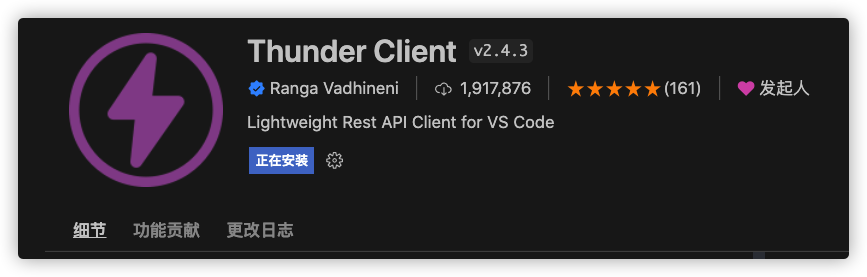 Thunder Client v2.4.3
Ranga Vadhineni 1,917,876 ★★★★★(161) 发起人
Lightweight Rest API Client for VS Code
正在安装
细节 功能贡献 更改日志